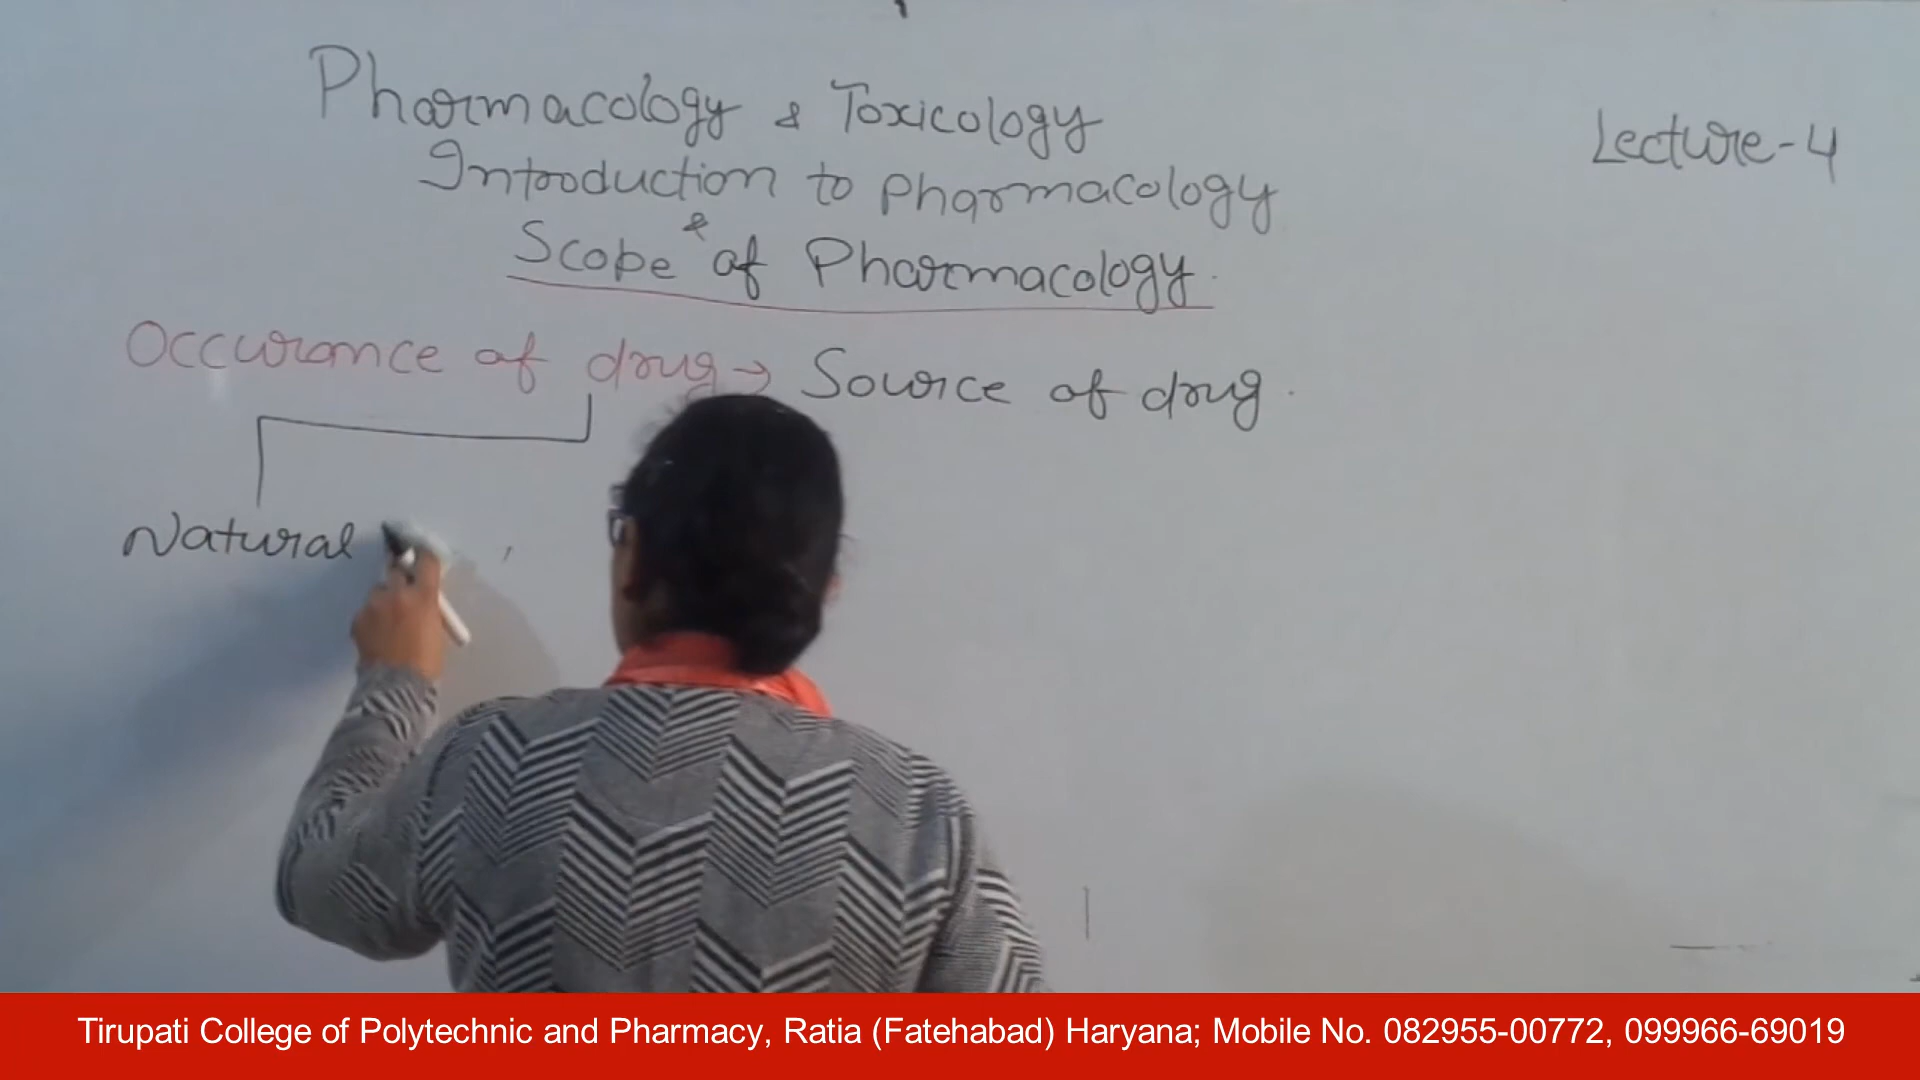 Pharmacology & Toxicology
Lecture-4
Introduction to Pharmacology
&
Scope of Pharmacology.
Occurance of drug → Source of drug.
Natural
Tirupati College of Polytechnic and Pharmacy, Ratia (Fatehabad) Haryana; Mobile No. 082955-00772, 099966-69019